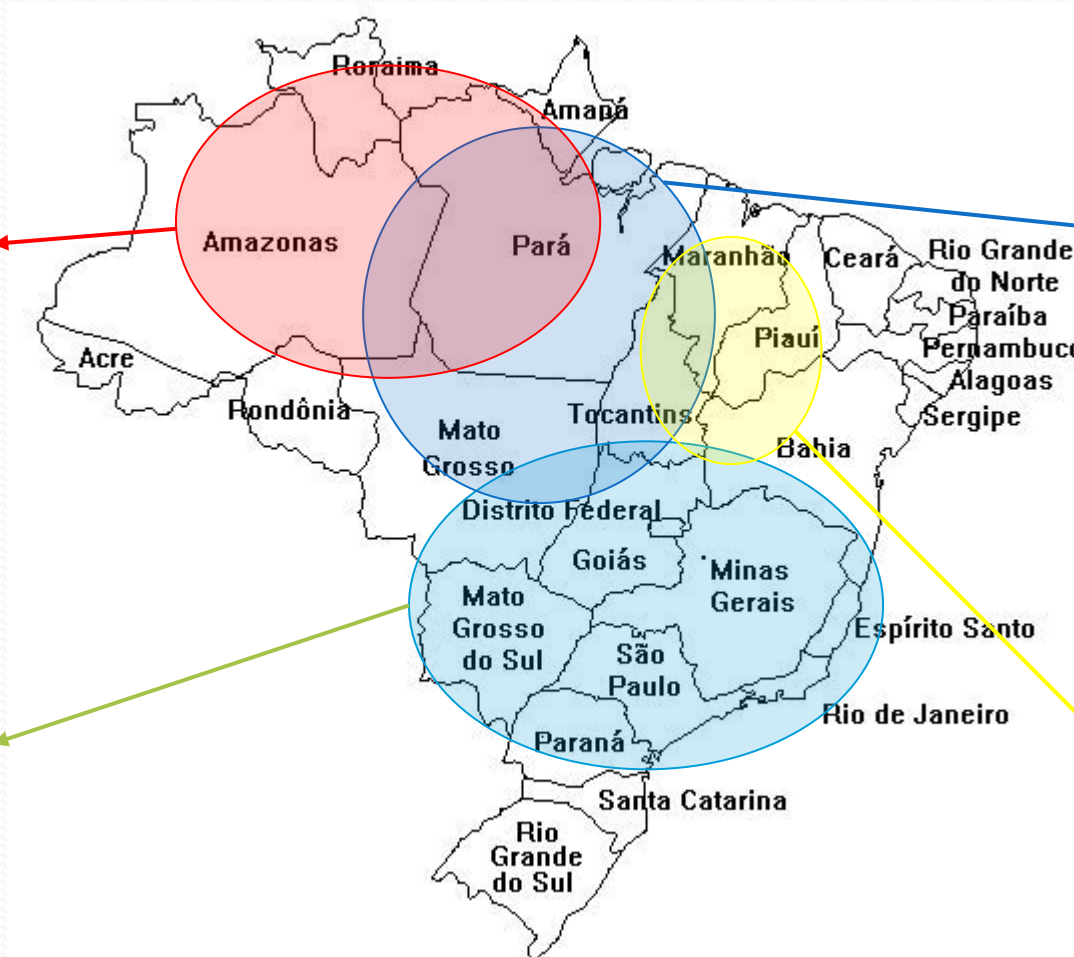 Roraima
Amapá
Amazonas
Pará
Maranhão
Ceará
Rio Grande
do Norte
Paraíba
Piauí
Pernambuco
Acre
Alagoas
Rondônia
Tocantins
Sergipe
Mato
Grosso
Bahia
Distrito Federal
Goiás
Minas
Gerais
Mato
Grosso
do Sul
Espírito Santo
São
Paulo
Rio de Janeiro
Paraná
Santa Catarina
Rio
Grande
do Sul